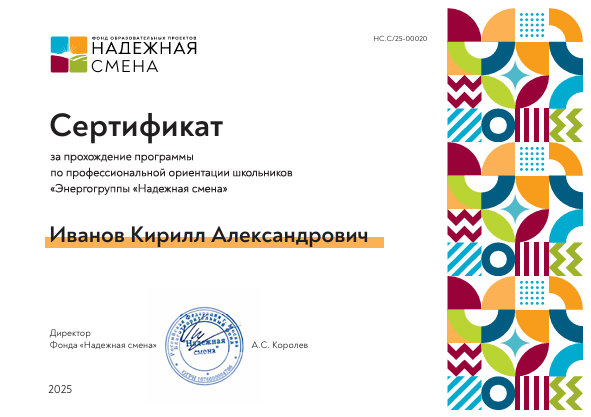 ФОНД ОБРАЗОВАТЕЛЬНЫХ ПРОЕКТОВ
НАДЕЖНАЯ
СМЕНА
НС.С/25-00020
Сертификат
за прохождение программы
по профессиональной ориентации школьников
«Энергогруппы «Надежная смена»
Иванов Кирилл Александрович
Директор
Фонда «Надежная смена»
Надежная
смена
А.С. Королев
2025